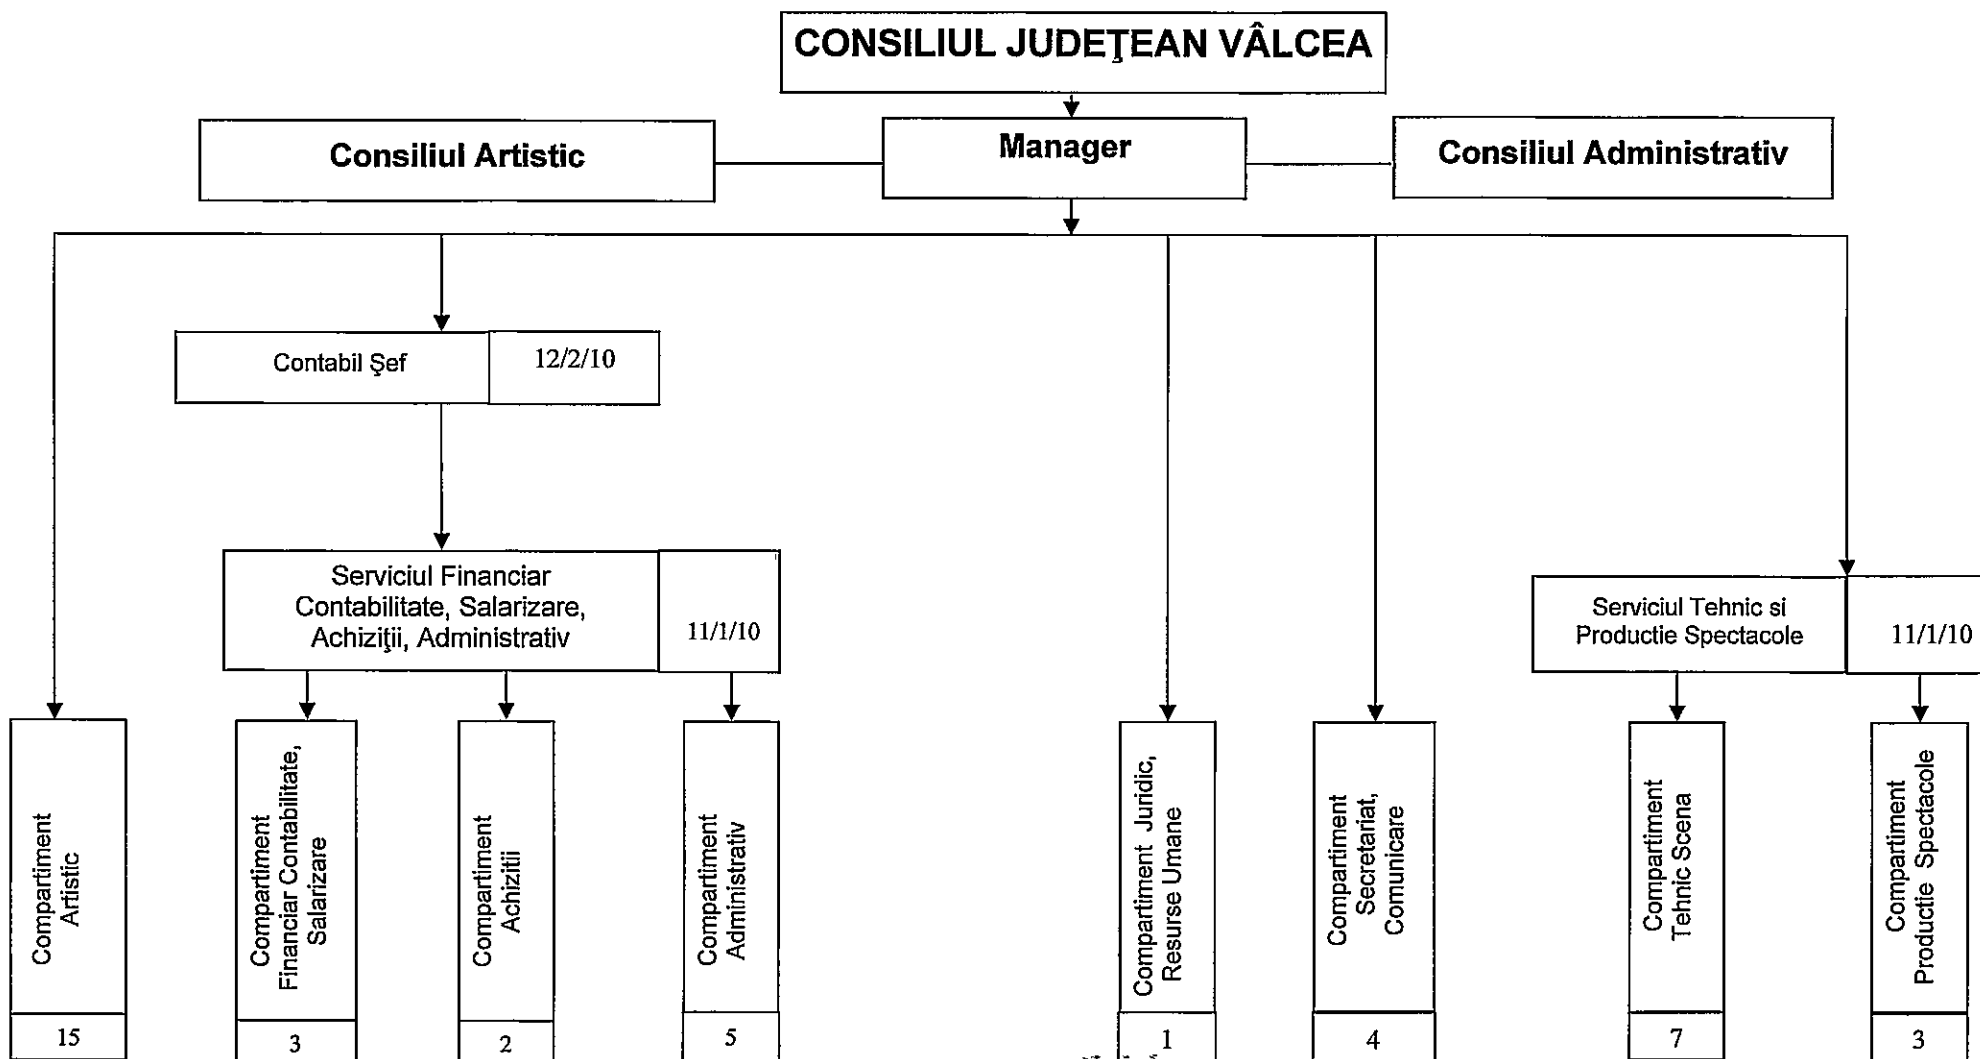 CONSILIUL JUDEŢEAN VÂLCEA
Consiliul Artistic
Manager
Consiliul Administrativ
Contabil Şef
12/2/10
Serviciul Financiar
Contabilitate, Salarizare,
Achiziţii, Administrativ
11/1/10
Serviciul Tehnic si
Productie Spectacole
11/1/10
Compartiment
Artistic
15
Compartiment
Financiar Contabilitate,
Salarizare
3
Compartiment
Achizitii
2
Compartiment
Administrativ
5
Compartiment Juridic,
Resurse Umane
1
Compartiment
Secretariat,
Comunicare
4
Compartiment
Tehnic Scena
7
Compartiment
Productie Spectacole
3